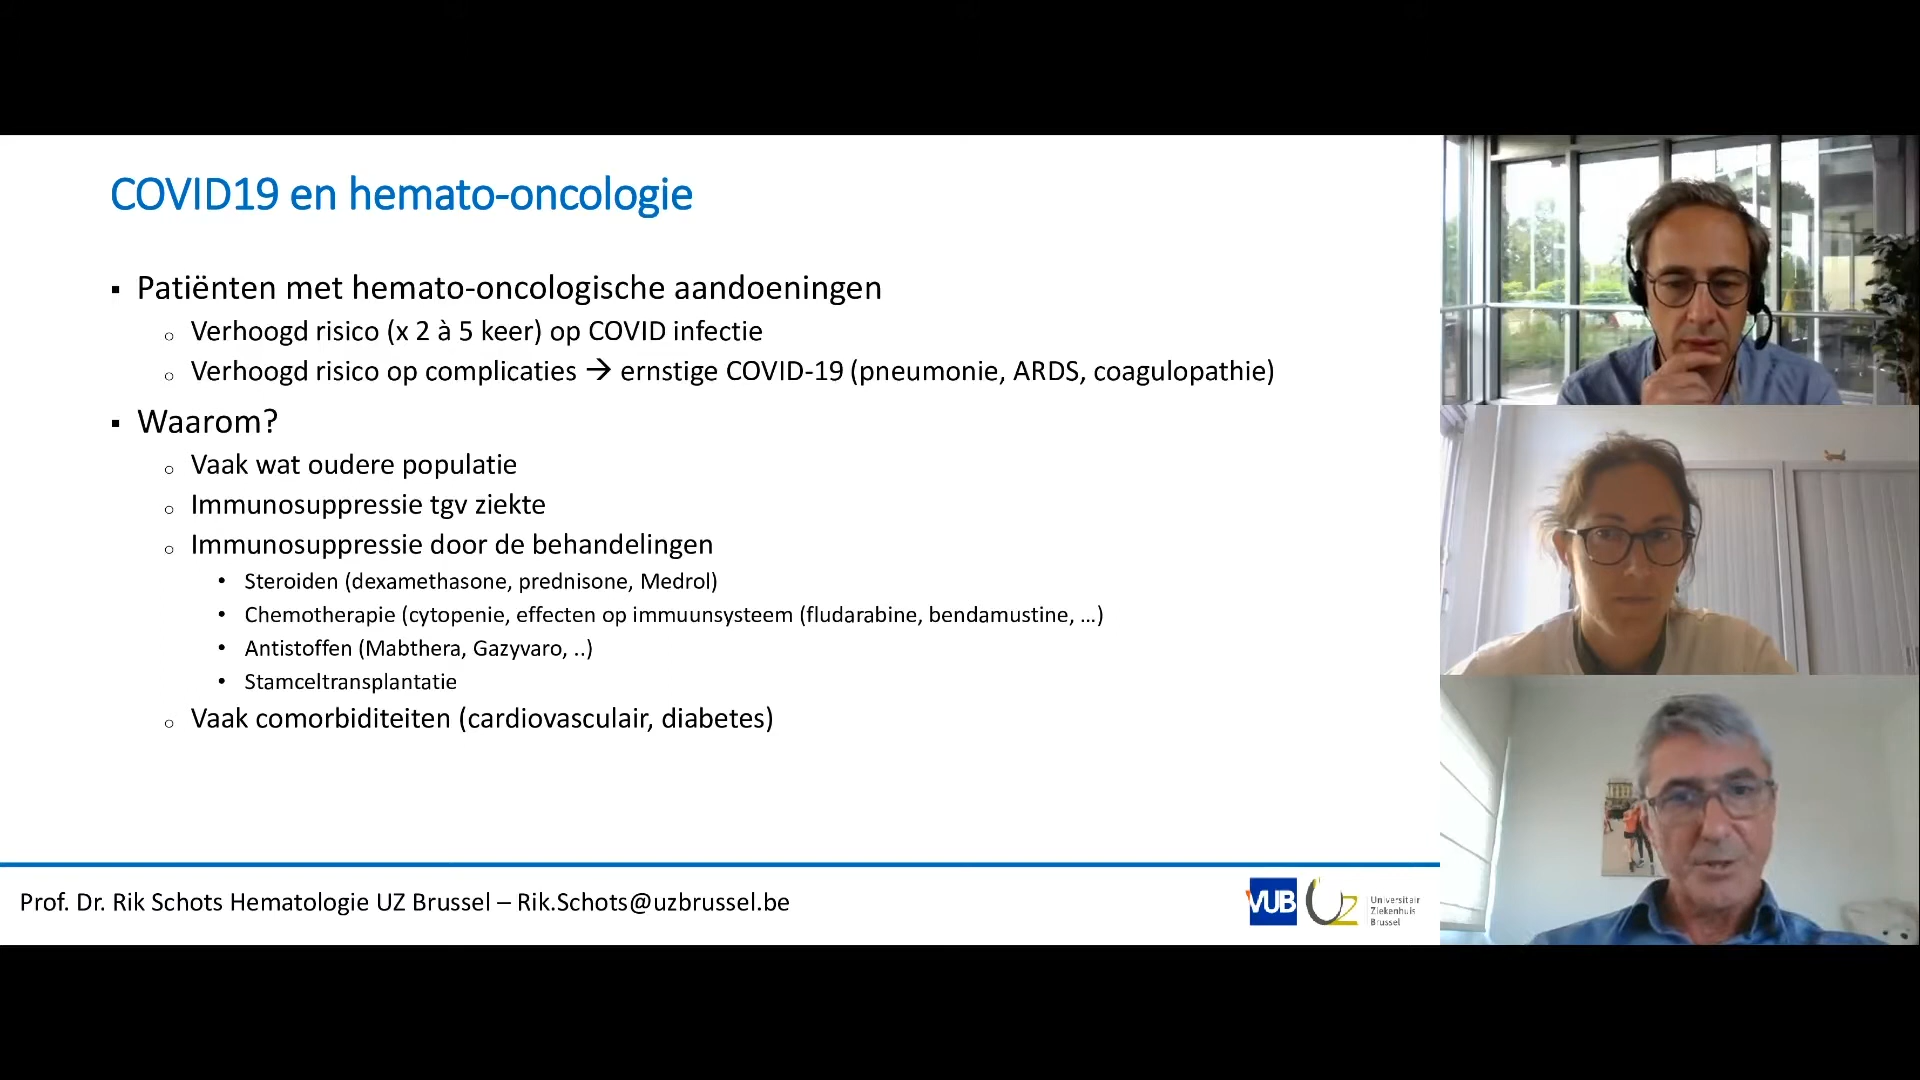 COVID19 en hemato-oncologie
▪ Patiënten met hemato-oncologische aandoeningen
o Verhoogd risico (x 2 à 5 keer) op COVID infectie
o Verhoogd risico op complicaties → ernstige COVID-19 (pneumonie, ARDS, coagulopathie)
▪ Waarom?
o Vaak wat oudere populatie
o Immunosuppressie tgv ziekte
o Immunosuppressie door de behandelingen
• Steroiden (dexamethasone, prednisone, Medrol)
• Chemotherapie (cytopenie, effecten op immuunsysteem (fludarabine, bendamustine, ...)
• Antistoffen (Mabthera, Gazyvaro, ..)
• Stamceltransplantatie
o Vaak comorbiditeiten (cardiovasculair, diabetes)
Prof. Dr. Rik Schots Hematologie UZ Brussel – Rik.Schots@uzbrussel.be
VUB
UZ
Universitair
Ziekenhuis
Brussel